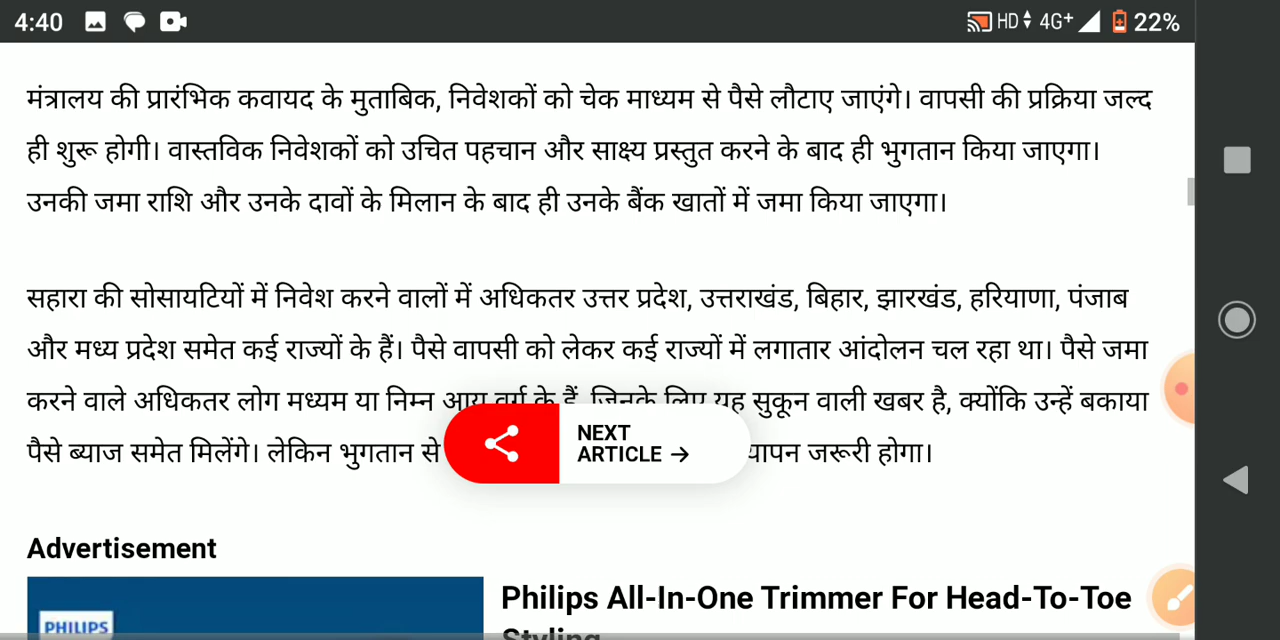 4:40
HD 4G+ 22%
मंत्रालय की प्रारंभिक कवायद के मुताबिक, निवेशकों को चेक माध्यम से पैसे लौटाए जाएंगे। वापसी की प्रक्रिया जल्द
ही शुरू होगी। वास्तविक निवेशकों को उचित पहचान और साक्ष्य प्रस्तुत करने के बाद ही भुगतान किया जाएगा।
उनकी जमा राशि और उनके दावों के मिलान के बाद ही उनके बैंक खातों में जमा किया जाएगा।
सहारा की सोसायटियों में निवेश करने वालों में अधिकतर उत्तर प्रदेश, उत्तराखंड, बिहार, झारखंड, हरियाणा, पंजाब
और मध्य प्रदेश समेत कई राज्यों के हैं। पैसे वापसी को लेकर कई राज्यों में लगातार आंदोलन चल रहा था। पैसे जमा
करने वाले अधिकतर लोग मध्यम या निम्न आय वर्ग के हैं, जिनके लिए यह सुकून वाली खबर है, क्योंकि उन्हें बकाया
पैसे ब्याज समेत मिलेंगे। लेकिन भुगतान से जरूरी होगा।
NEXT
ARTICLE →
Advertisement
PHILIPS
Philips All-In-One Trimmer For Head-To-Toe
Styling